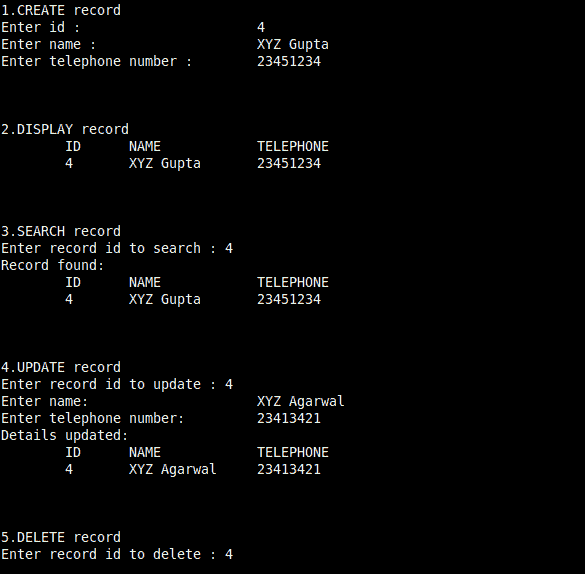 1.CREATE record
Enter id : 4
Enter name : XYZ Gupta
Enter telephone number : 23451234
2.DISPLAY record
ID NAME TELEPHONE
4 XYZ Gupta 23451234
3.SEARCH record
Enter record id to search : 4
Record found:
ID NAME TELEPHONE
4 XYZ Gupta 23451234
4.UPDATE record
Enter record id to update : 4
Enter name: XYZ Agarwal
Enter telephone number: 23413421
Details updated:
ID NAME TELEPHONE
4 XYZ Agarwal 23413421
5.DELETE record
Enter record id to delete : 4